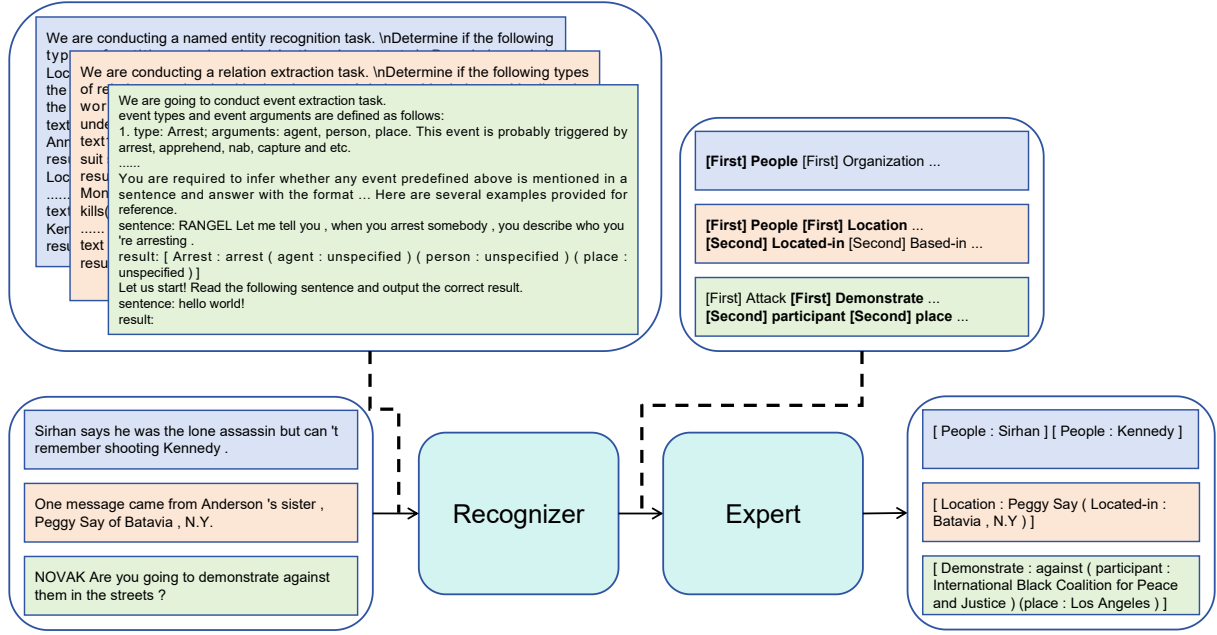 We are conducting a named entity recognition task. \nDetermine if the following
Loc
the
the
text
Ann
resu
Loc
......
text
Ken
resu
We are conducting a relation extraction task. \nDetermine if the following types
of
wor
unde
text
suit
resu
Mon
kills(
......
text
resu
We are going to conduct event extraction task.
event types and event arguments are defined as follows:
1. type: Arrest; arguments: agent, person, place. This event is probably triggered by
arrest, apprehend, nab, capture and etc.
......
You are required to infer whether any event predefined above is mentioned in a
sentence and answer with the format ... Here are several examples provided for
reference.
sentence: RANGEL Let me tell you , when you arrest somebody , you describe who you
're arresting .
result: [ Arrest : arrest ( agent : unspecified ) ( person : unspecified ) ( place :
unspecified ) ]
Let us start! Read the following sentence and output the correct result.
sentence: hello world!
result:
[First] People [First] Organization ...
[First] People [First] Location ...
[Second] Located-in [Second] Based-in ...
[First] Attack [First] Demonstrate ...
[Second] participant [Second] place ...
Sirhan says he was the lone assassin but can 't
remember shooting Kennedy .
One message came from Anderson 's sister ,
Peggy Say of Batavia , N.Y.
NOVAK Are you going to demonstrate against
them in the streets ?
Recognizer
Expert
[ People : Sirhan ] [ People : Kennedy ]
[ Location : Peggy Say ( Located-in :
Batavia , N.Y ) ]
[ Demonstrate : against ( participant :
International Black Coalition for Peace
and Justice ) (place : Los Angeles ) ]